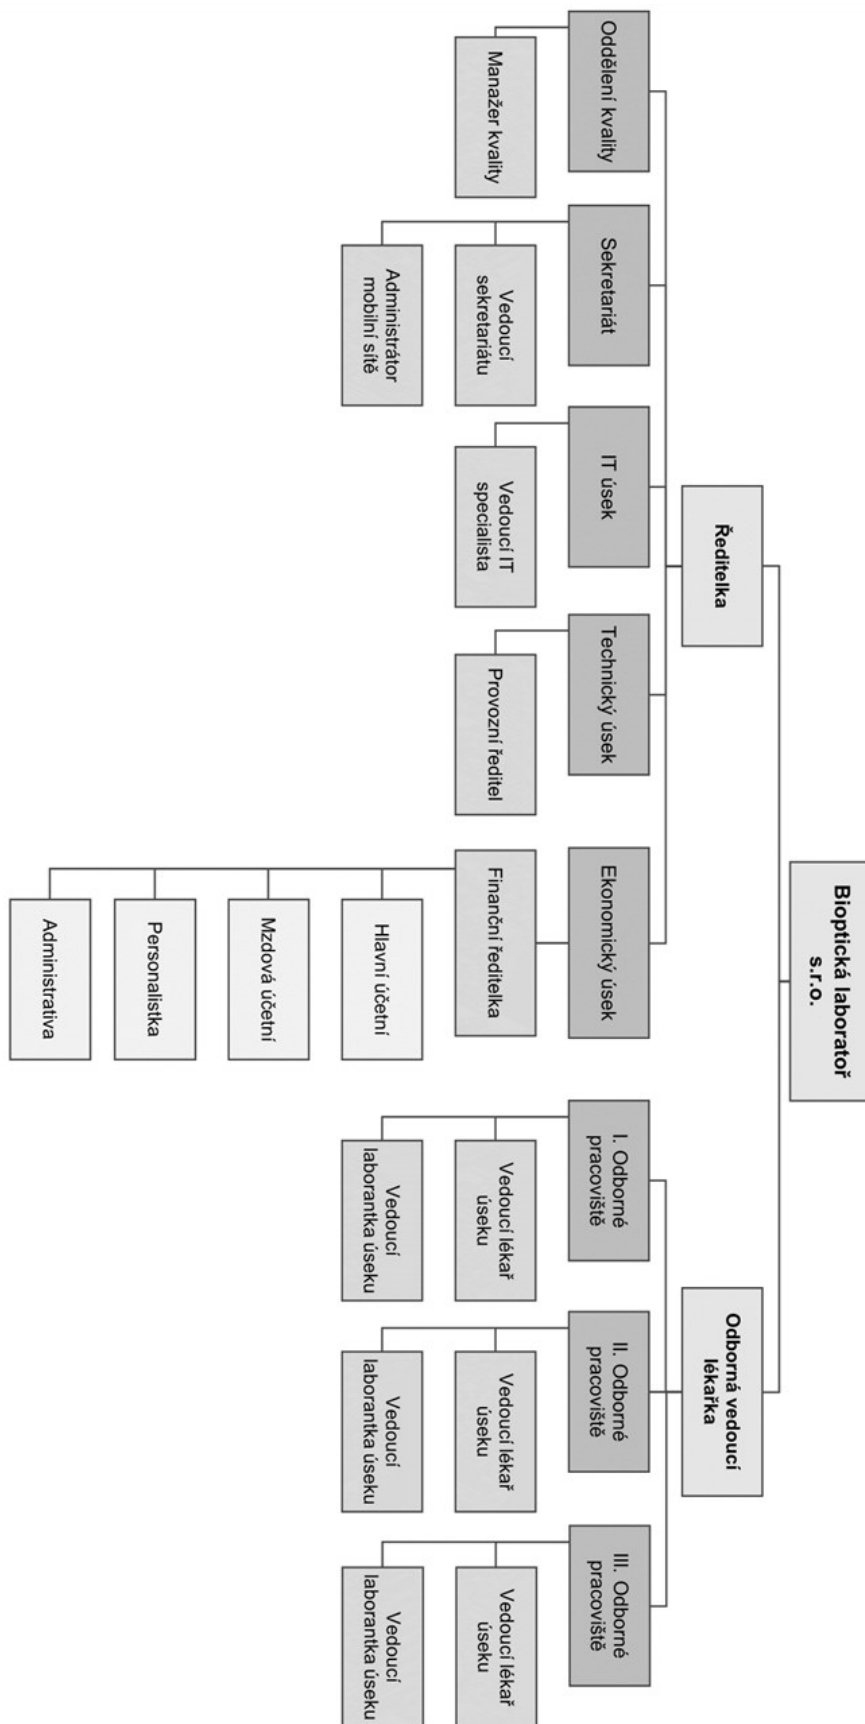 Bioptická laboratoř
s.r.o.
Ředitelka
Odborná vedoucí
lékařka
Oddělení kvality
Sekretariát
IT úsek
Technický úsek
Ekonomický úsek
I. Odborné
pracoviště
II. Odborné
pracoviště
III. Odborné
pracoviště
Manažer kvality
Vedoucí
sekretariátu
Vedoucí IT
specialista
Provozní ředitel
Finanční ředitelka
Vedoucí lékař
úseku
Vedoucí lékař
úseku
Vedoucí lékař
úseku
Administrátor
mobilní sítě
Hlavní účetní
Vedoucí
laborantka úseku
Vedoucí
laborantka úseku
Vedoucí
laborantka úseku
Mzdová účetní
Personalistka
Administrativa